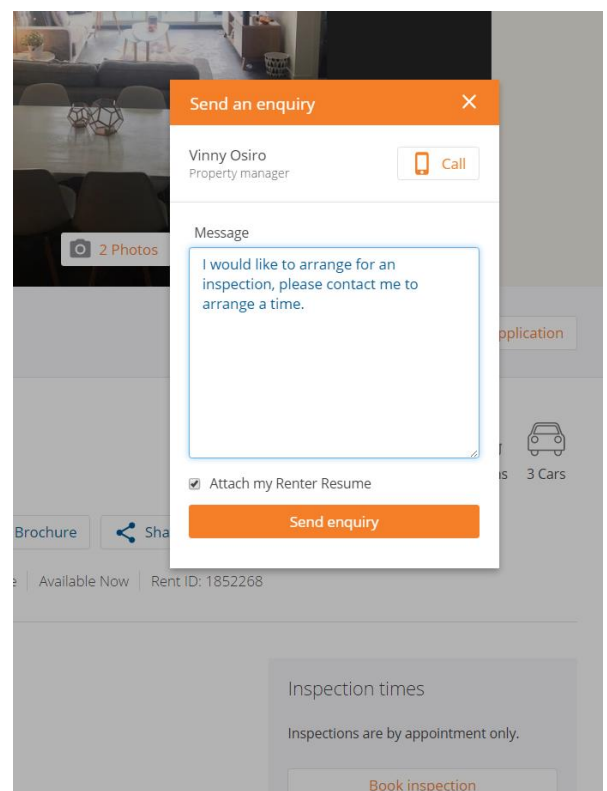 Send an enquiry
Vinny Osiro
Property manager
Call
Message
2 Photos
I would like to arrange for an
inspection, please contact me to
arrange a time.
pplication
3 Cars
Attach my Renter Resume
Send enquiry
Brochure
Sha
Available Now
Rent ID: 1852268
Inspection times
Inspections are by appointment only.
Book inspection